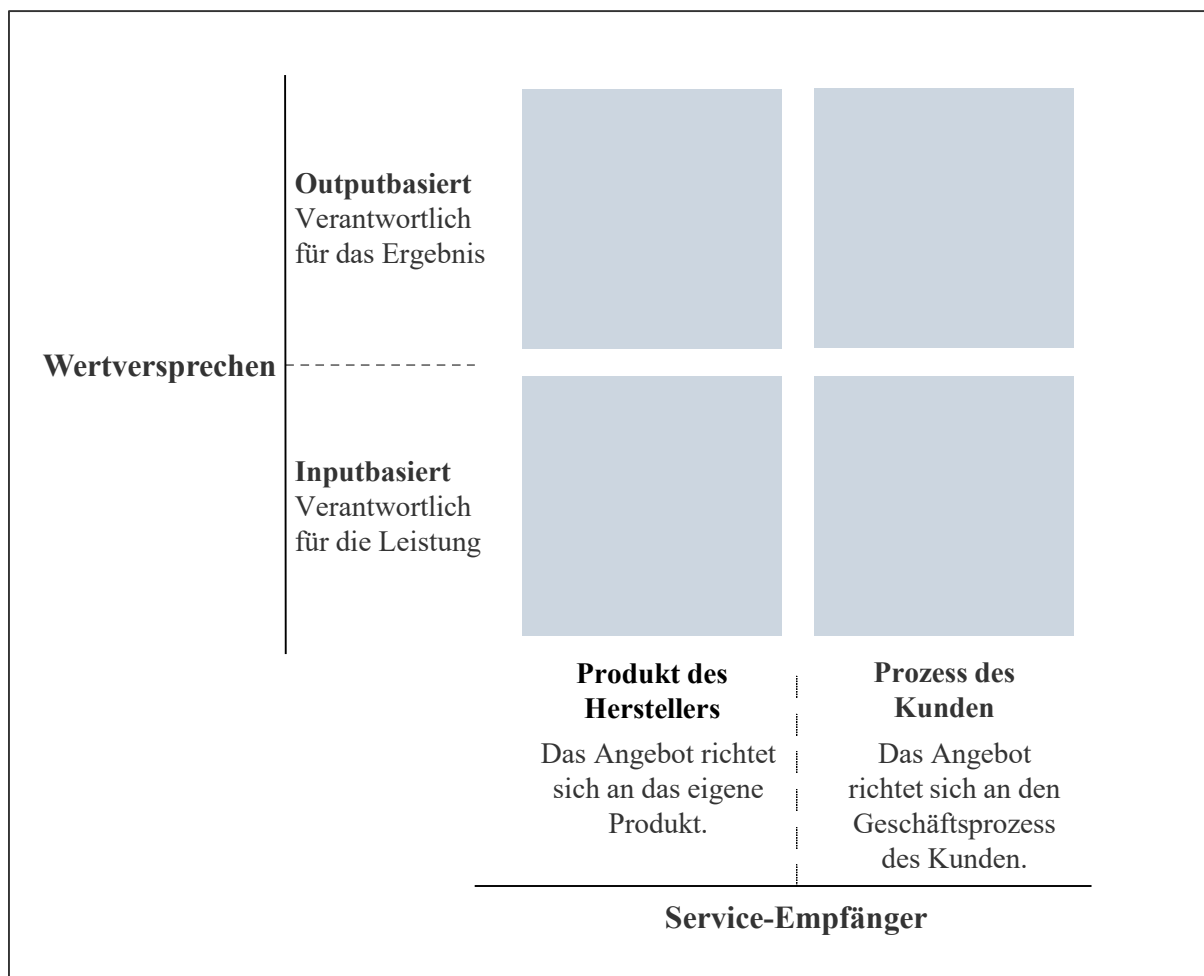 Outputbasiert
Verantwortlich
für das Ergebnis
Wertversprechen
Inputbasiert
Verantwortlich
für die Leistung
Produkt des
Herstellers
Das Angebot richtet
sich an das eigene
Produkt.
Prozess des
Kunden
Das Angebot
richtet sich an den
Geschäftsprozess
des Kunden.
Service-Empfänger